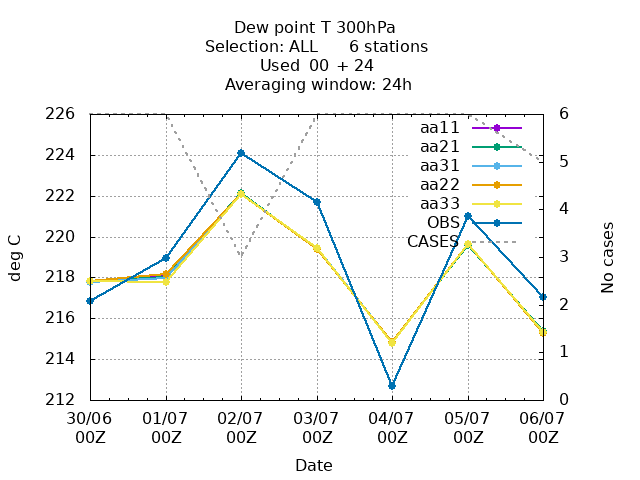 Dew point T 300hPa
Selection: ALL      6 stations
Used  00  + 24
Averaging window: 24h
226
224
222
220
218
216
214
212
deg C
6
5
4
3
2
1
0
No cases
aa11
aa21
aa31
aa22
aa33
OBS
CASES
30/06 01/07 02/07 03/07 04/07 05/07 06/07
00Z 00Z 00Z 00Z 00Z 00Z 00Z
Date